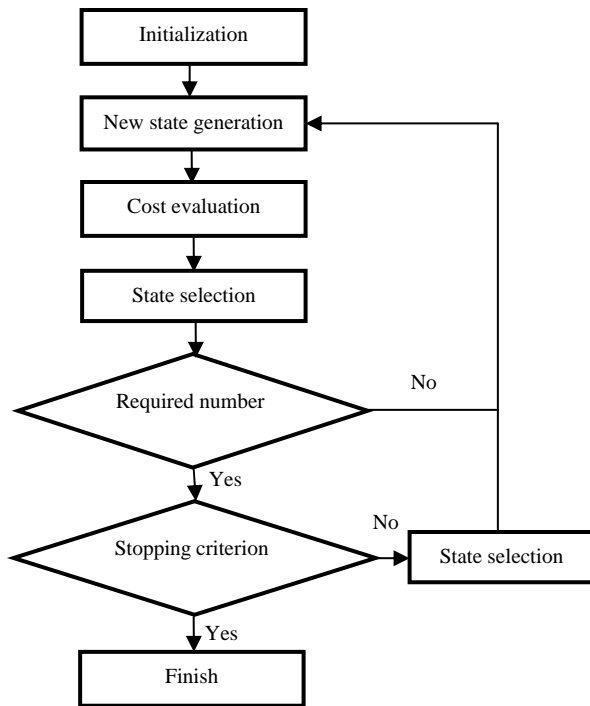 Initialization
New state generation
Cost evaluation
State selection
Required number
No
Yes
Stopping criterion
No
State selection
Yes
Finish